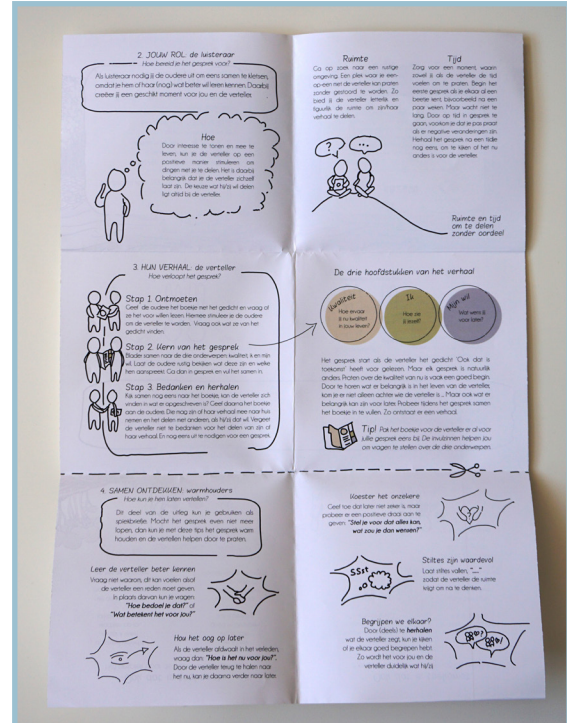 2. JOUW ROL: de luisteraar
Hoe bereid je het gesprek voor?
Als luisteraar nodig jij de oudere uit om eens samen te kletsen,
omdat je hem of haar (nog) wat beter wil leren kennen. Daarbij
creëer jij een geschikt moment voor jou en de verteller.
Hoe
Door interesse te tonen en nee te
leven, kun je de verteller op een
positieve manier stimuleren om
dingen met je te delen. Het is daarbij
belangrijk dat je de verteller zichzelf
laat zijn. De keuze wat hij/zij wil delen
ligt altijd bij de verteller.
Ruimte
Ga op zoek naar een rustige
omgeving. Een plek waar je een-
op-een met de verteller kan praten
zonder gestoord te worden. Zo
bied jij de verteller letterlijk en
figuurlijk de ruimte om zijn/haar
verhaal te delen.
Tijd
Zorg voor een moment, waarin
zowel jij als de verteller de tijd
voelen om te praten. Begin het
eerste gesprek als je elkaar al een
beetje kent, bijvoorbeeld na een
paar weken. Maar wacht niet te
lang. Door op tijd in gesprek te
gaan, voorkom je dat je pas praat
als er negatieve veranderingen zijn.
Herhaal het gesprek na een tijdje
nog eens, om te kijken of het nu
anders is voor de verteller.
? ...
Ruimte en tijd
om te delen
zonder oordeel
3. HUN VERHAAL: de verteller
Hoe verloopt het gesprek?
Stap 1. Ontmoeten
Geef de oudere het boekje met het gedicht en vraag of
ze het voor willen lezen. Hiermee stimuleer je de oudere
om de verteller te worden. Vraag ook wat ze van het
gedicht vinden.
Stap 2. Kern van het gesprek
Blader samen naar de drie onderwerpen: kwaliteit, ik en mijn
wil. Laat de oudere rustig bekijken wat deze zijn en welke
hen aanspreekt. Ga dan in gesprek en vul het samen in.
Stap 3. Bedanken en herhalen
Kijk samen nog eens naar het boekje, kan de verteller zich
vinden in wat er opgeschreven is? Geef daarna het boekje
aan de oudere. Die mag zijn of haar verhaal mee naar huis
nemen en het delen met anderen, als hij/zij dat wil. Vergeet
de verteller niet te bedanken voor het delen van zijn of
haar verhaal. En nog eens uit te nodigen voor een gesprek.
De drie hoofdstukken van het verhaal
Kwaliteit
Hoe ervaar
jij nu kwaliteit
in jouw leven?
Ik
Hoe zie
jij jezelf?
Mijn wil
Wat wens jij
voor later?
Het gesprek start als de verteller het gedicht 'Ook dat is
toekomst' heeft voor gelezen. Maar elk gesprek is natuurlijk
anders. Praten over de kwaliteit van nu is vaak een goed begin.
Door te horen wat er belangrijk is in het leven van de verteller,
kom je er niet alleen achter wie de verteller is ... Maar ook wat er
belangrijk kan zijn voor later. Probeer tijdens het gesprek samen
het boekje in te vullen. Zo ontstaat er een verhaal.
Tip! Pak het boekje voor de verteller er al voor
jullie gesprek eens bij. De invulzinnen helpen jou
om vragen te stellen over de drie onderwerpen.
4. SAMEN ONTDEKKEN: warmhouders
Hoe kun je hen laten vertellen?
Dit deel van de uitleg kun je gebruiken als
spiekbriefje. Mocht het gesprek even niet meer
lopen, dan kun je met deze tips het gesprek warm
houden en de vertellers helpen door te praten.
Leer de verteller beter kennen
Vraag niet waarom, dit kan voelen alsof
de verteller een reden moet geven.
In plaats daarvan kun je vragen:
"Hoe bedoel je dat?" of
"Wat betekent het voor jou?"
Hou het oog op later
Als de verteller afdwaalt in het verleden,
vraag dan: "Hoe is het nu voor jou?".
Door de verteller terug te halen naar
het nu, kan je daarna verder naar later.
Koester het onzekere
Geef toe dat later niet zeker is, maar
probeer er een positieve draai aan te
geven: "Stel je voor dat alles kan,
wat zou je dan wensen?"
Stiltes zijn waardevol
Laat stiltes vallen, "...."
zodat de verteller de ruimte
krijgt om na te denken.
SSst
Begrijpen we elkaar?
Door (deels) te herhalen
wat de verteller zegt, kun je kijken
of je elkaar goed begrepen hebt.
Zo wordt het voor jou en de
verteller duidelijk wat hij/zij